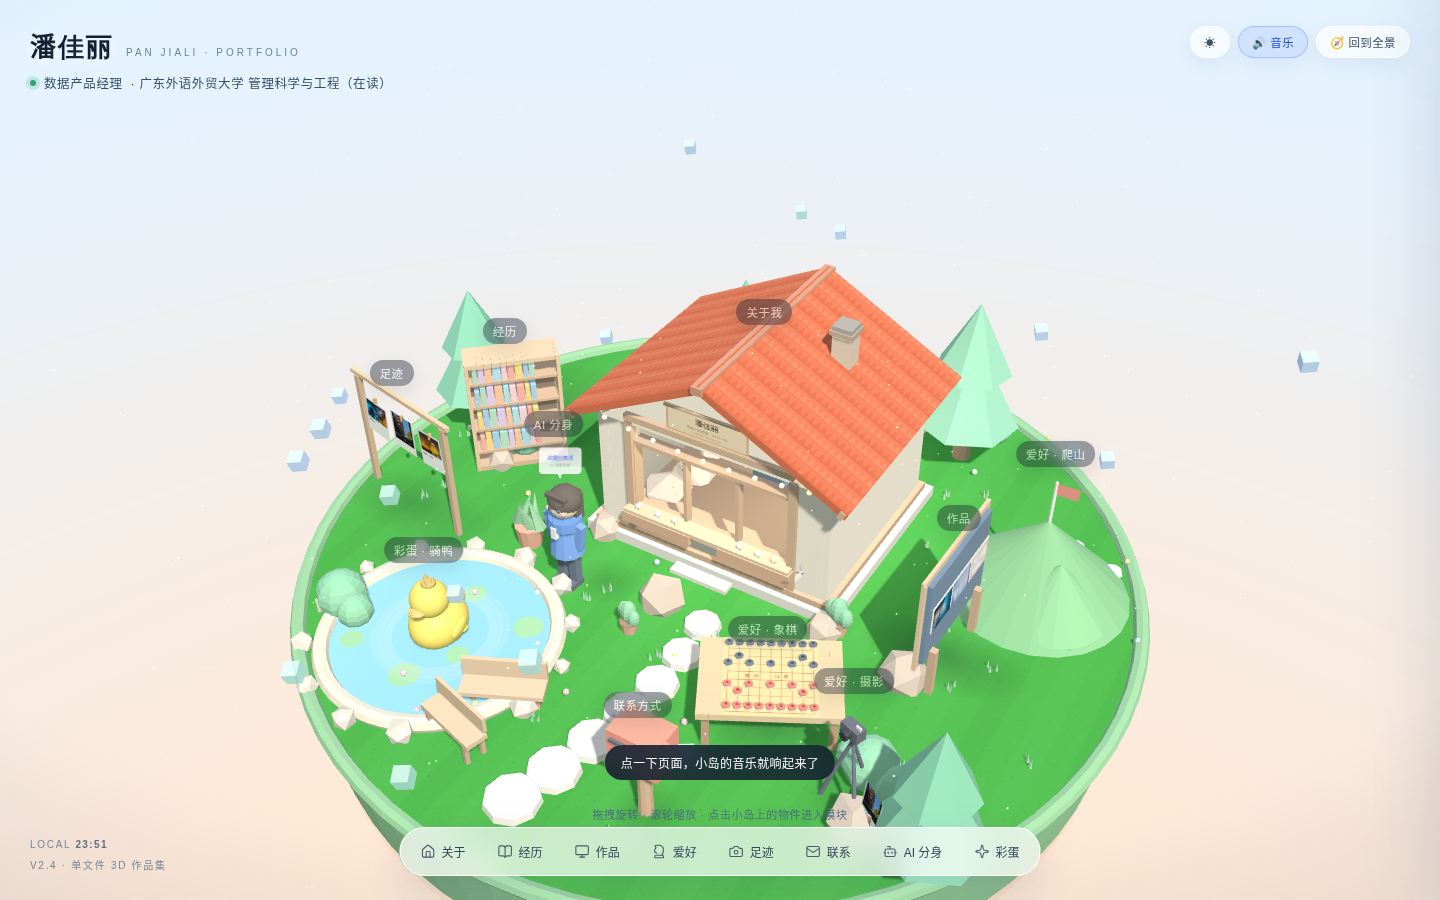 潘佳丽 PAN JIALI · PORTFOLIO
数据产品经理 · 广东外语外贸大学 管理科学与工程（在读）
🔊 音乐
🧭 回到全景
关于我
经历
足迹
AI 分身
爱好 · 爬山
作品
彩蛋 · 骑鸭
爱好 · 象棋
爱好 · 摄影
联系方式
点一下页面，小岛的音乐就响起来了
拖拽旋转 · 滚轮缩放 · 点击小岛上的物件进入模块
LOCAL 23:51
V2.4 · 单文件 3D 作品集
关于 经历 作品 爱好 足迹 联系 AI 分身 彩蛋